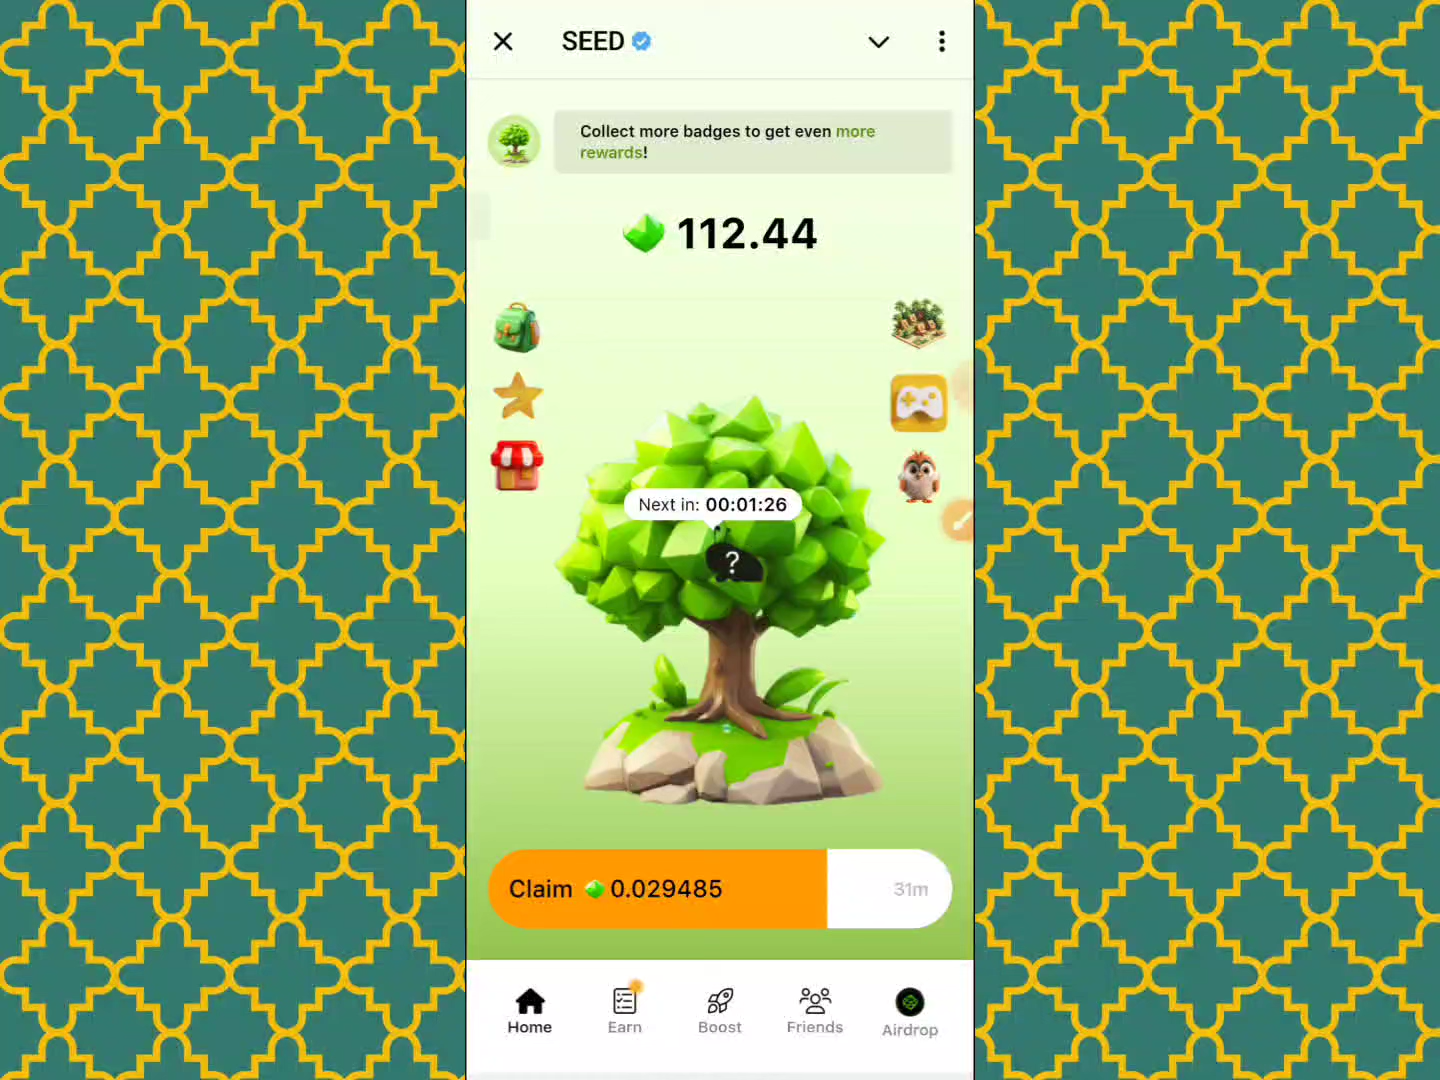 SEED
Collect more badges to get even more
rewards!
112.44
Next in: 00:01:26
?
Claim 0.029485
31m
Home
Earn
Boost
Friends
Airdrop